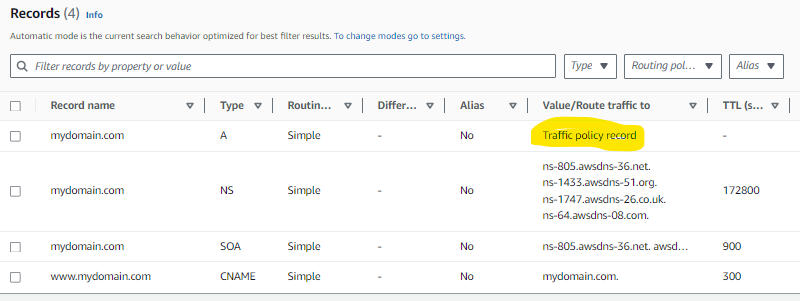 Records (4) Info
Automatic mode is the current search behavior optimized for best filter results. To change modes go to settings.
Filter records by property or value Type Routing pol... Alias
Record name Type Routin... Differ... Alias Value/Route traffic to TTL (s...
mydomain.com A Simple - No Traffic policy record -
ns-805.awsdns-36.net.
ns-1433.awsdns-51.org.
mydomain.com NS Simple - No 172800
ns-1747.awsdns-26.co.uk.
ns-64.awsdns-08.com.
mydomain.com SOA Simple - No ns-805.awsdns-36.net. awsd... 900
www.mydomain.com CNAME Simple - No mydomain.com. 300